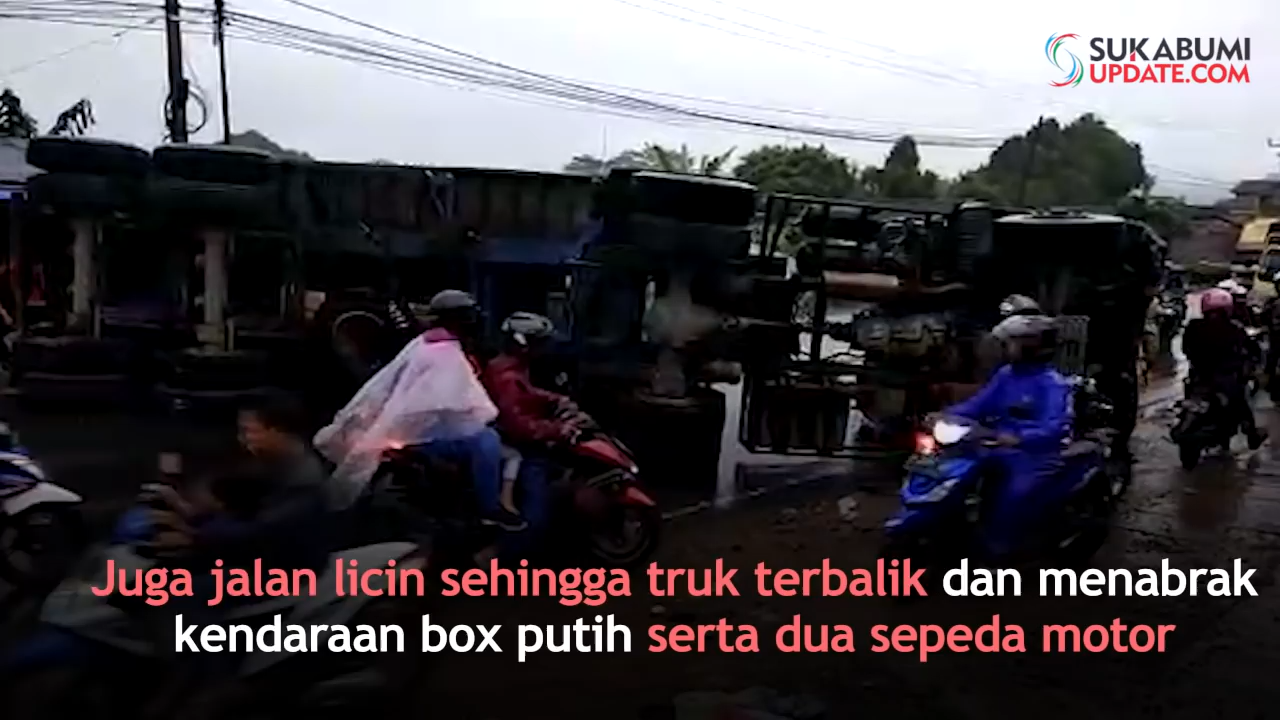 SUKABUMI
UPDATE.COM
Juga jalan licin sehingga truk terbalik dan menabrak
kendaraan box putih serta dua sepeda motor